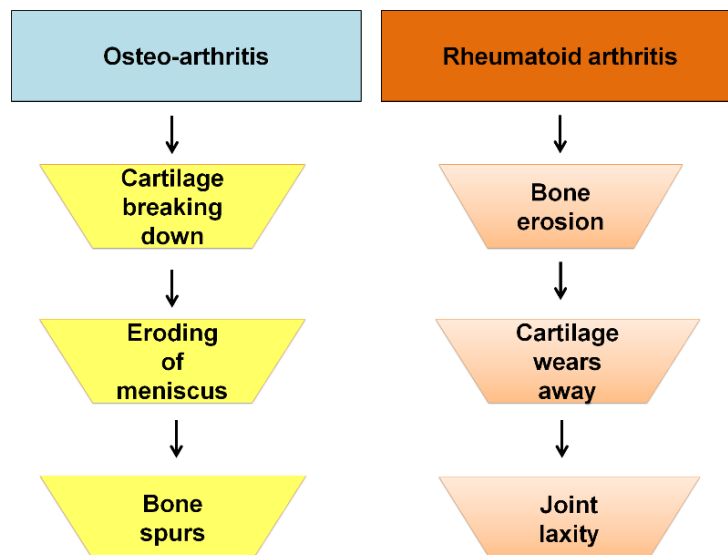 Osteo-arthritis
Rheumatoid arthritis
Cartilage
breaking
down
Bone
erosion
Eroding
of
meniscus
Cartilage
wears
away
Bone
spurs
Joint
laxity